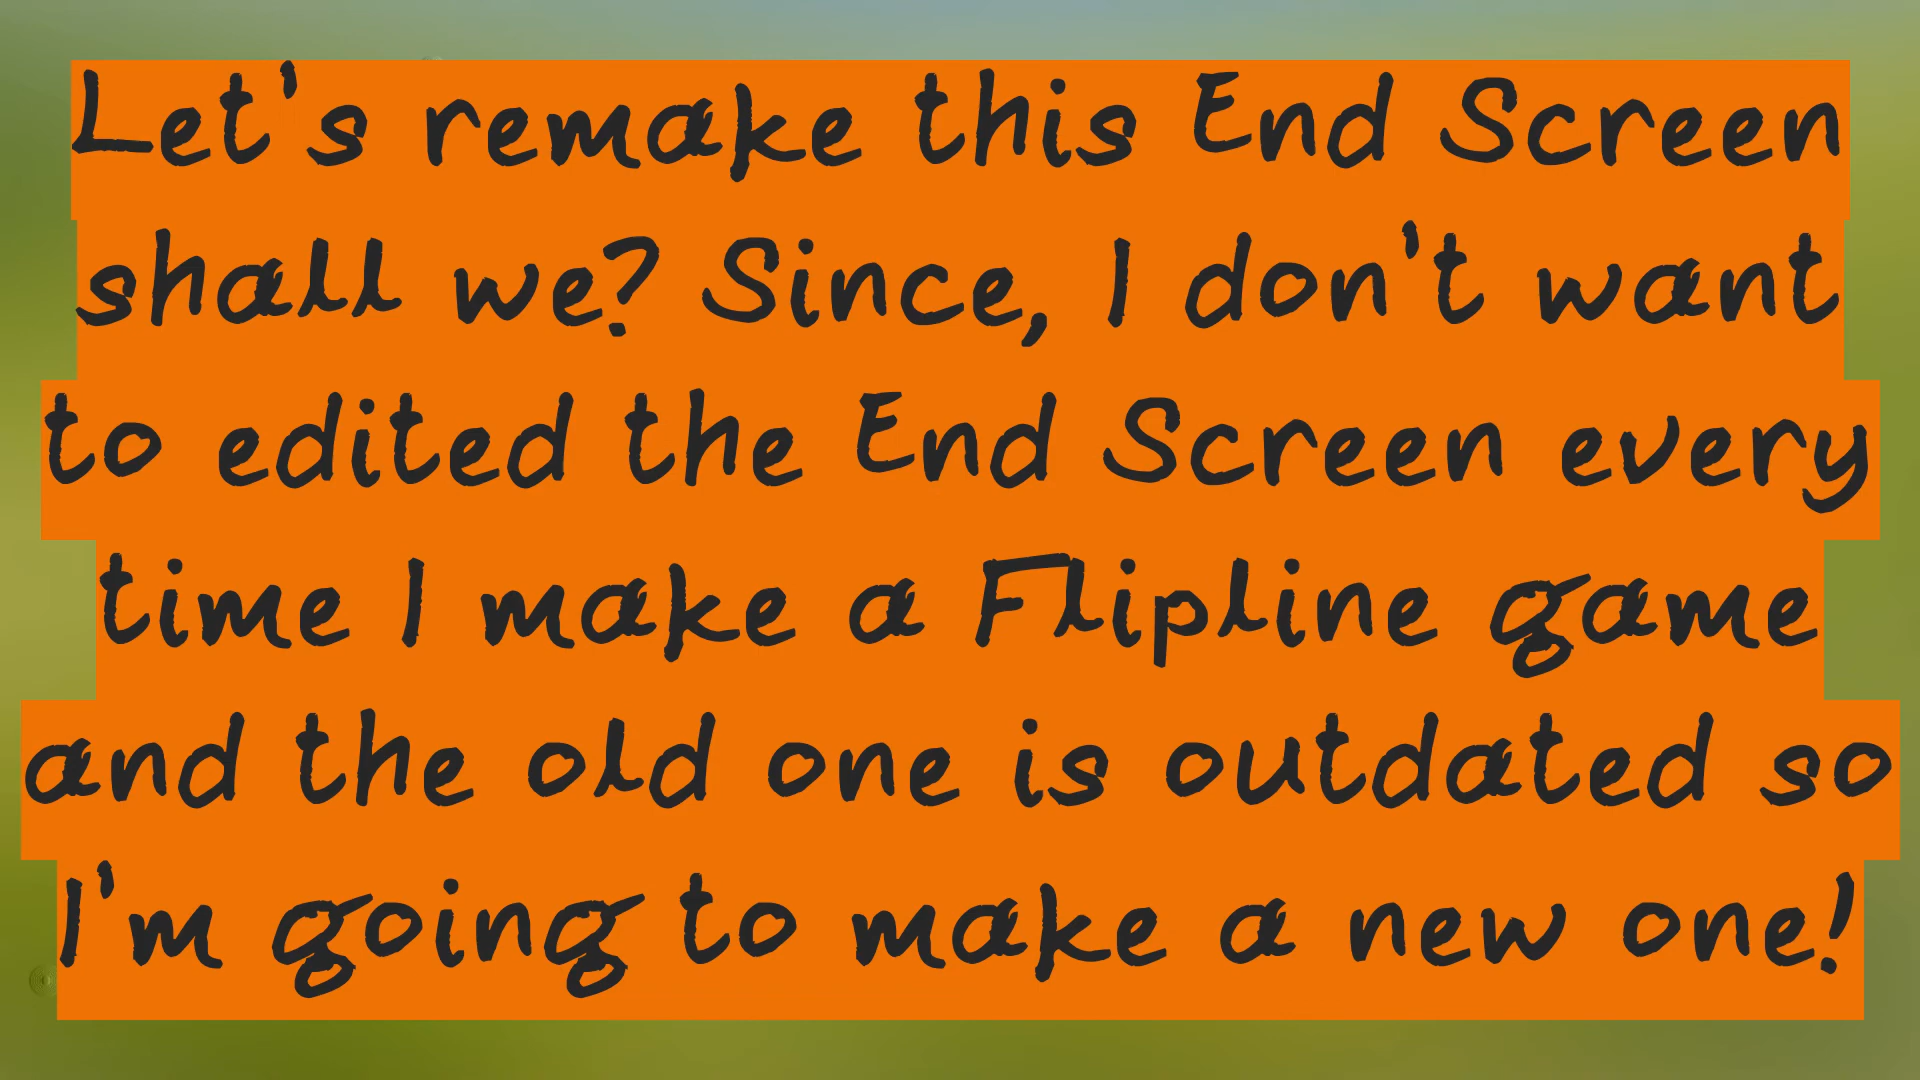 Let's remake this End Screen
shall we? Since, I don't want
to edited the End Screen every
time I make a Flipline game
and the old one is outdated so
I'm going to make a new one!